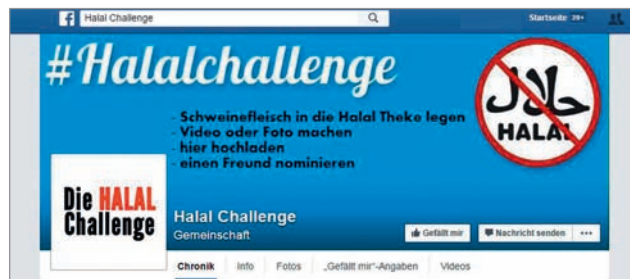 Halal Challenge
Startseite 20+
#Halalchallenge
- Schweinefleisch in die Halal Theke legen
- Video oder Foto machen
- hier hochladen
- einen Freund nominieren
حلال
HALAL
Die HALAL
Challenge
Halal Challenge
Gemeinschaft
Gefällt mir
Nachricht senden
Chronik Info Fotos „Gefällt mir“-Angaben Videos